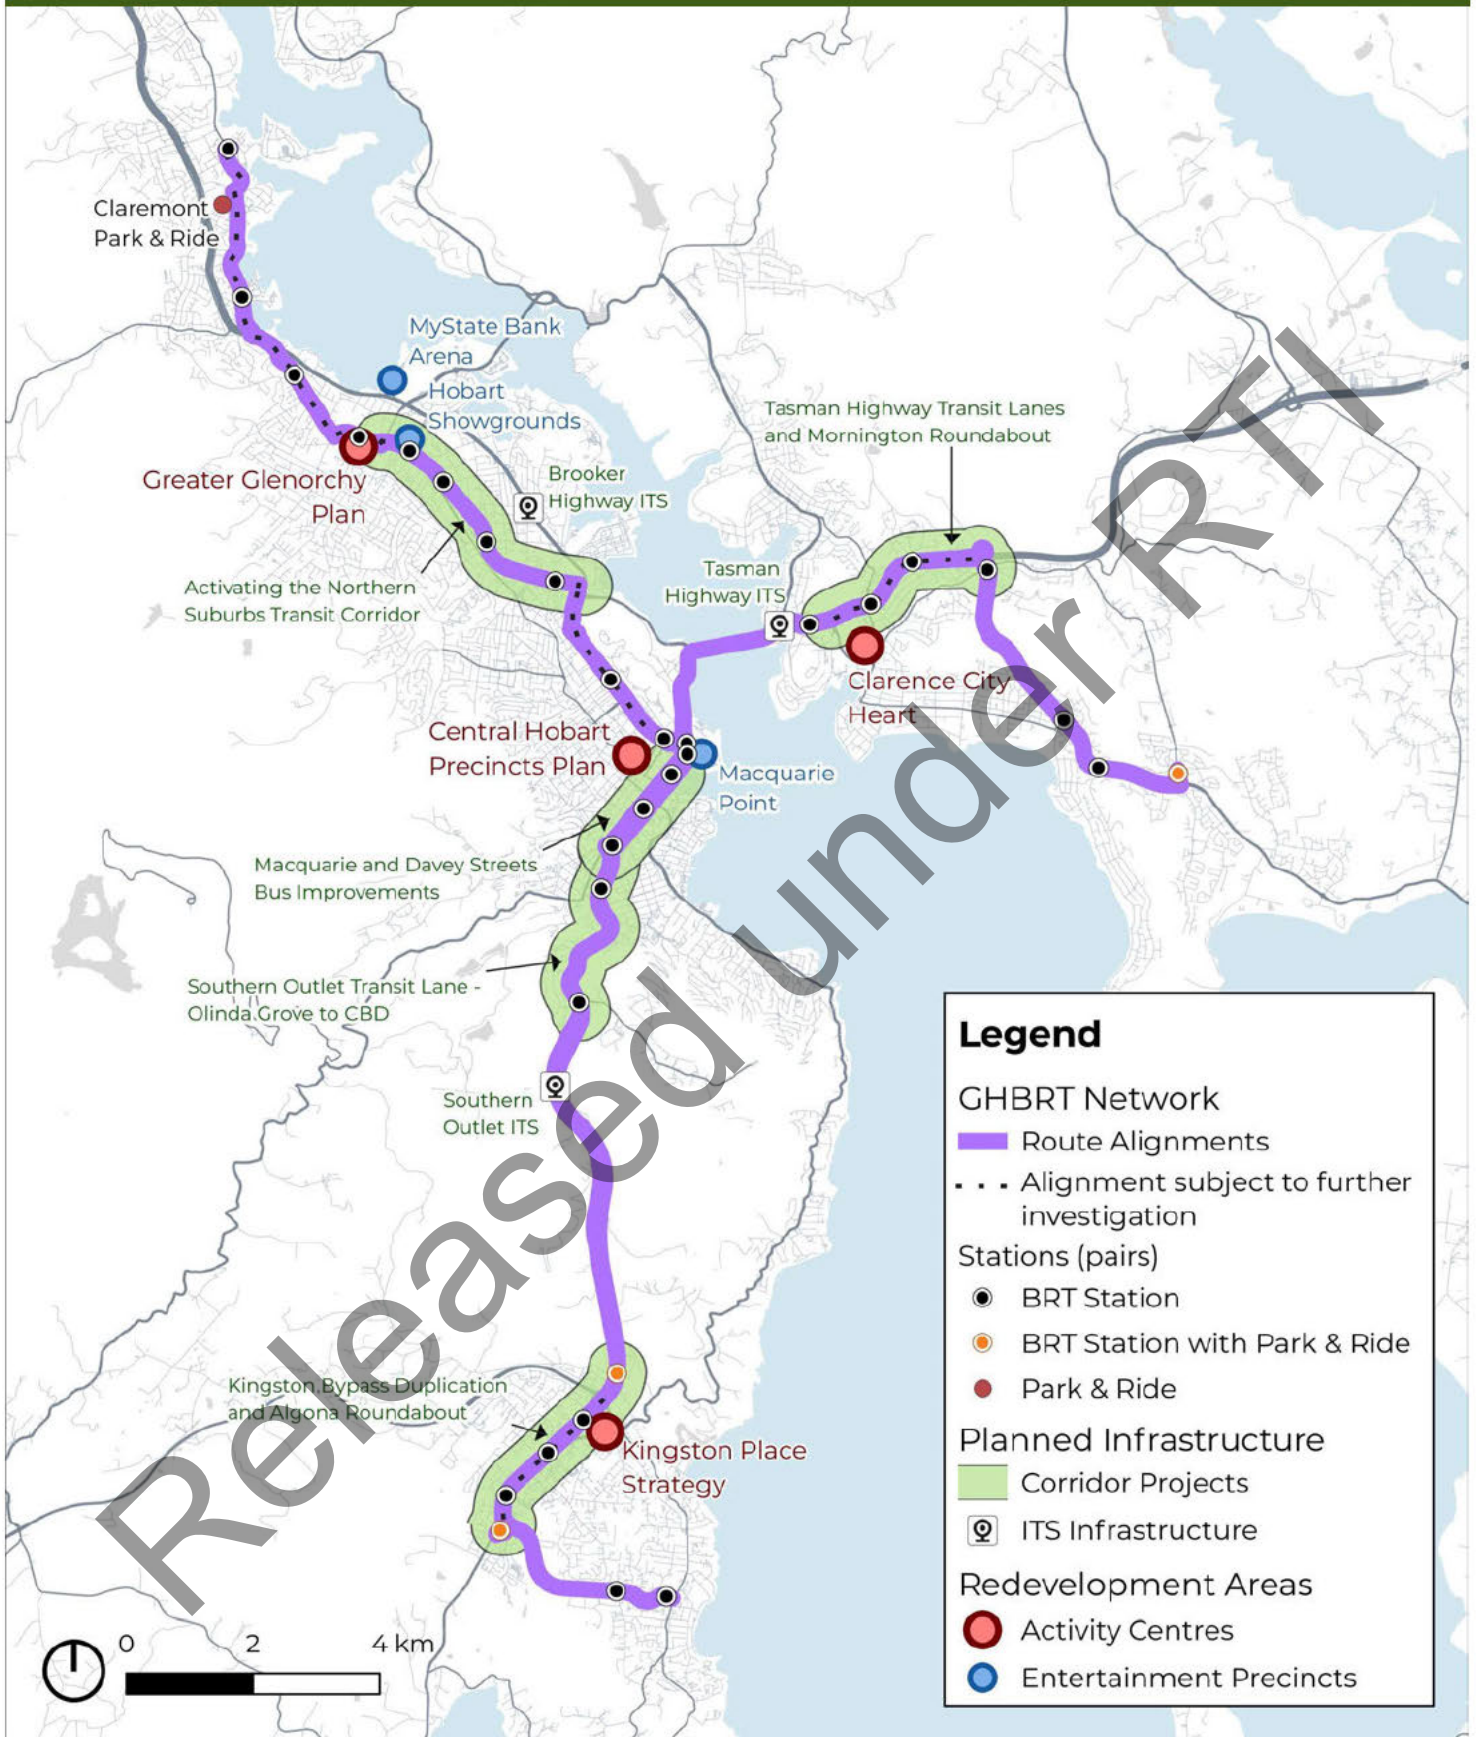 Claremont
Park & Ride
MyState Bank
Arena
Hobart
Showgrounds
Tasman Highway Transit Lanes
and Mornington Roundabout
Greater Glenorchy
Plan
Brooker
Highway ITS
Activating the Northern
Suburbs Transit Corridor
Tasman
Highway ITS
Clarence City
Heart
Central Hobart
Precincts Plan
Macquarie
Point
Macquarie and Davey Streets
Bus Improvements
Southern Outlet Transit Lane -
Olinda Grove to CBD
Southern
Outlet ITS
Kingston Bypass Duplication
and Algona Roundabout
Kingston Place
Strategy
0 2 4 km
Legend
GHBRT Network
Route Alignments
Alignment subject to further
investigation
Stations (pairs)
BRT Station
BRT Station with Park & Ride
Park & Ride
Planned Infrastructure
Corridor Projects
ITS Infrastructure
Redevelopment Areas
Activity Centres
Entertainment Precincts
Released under RTI